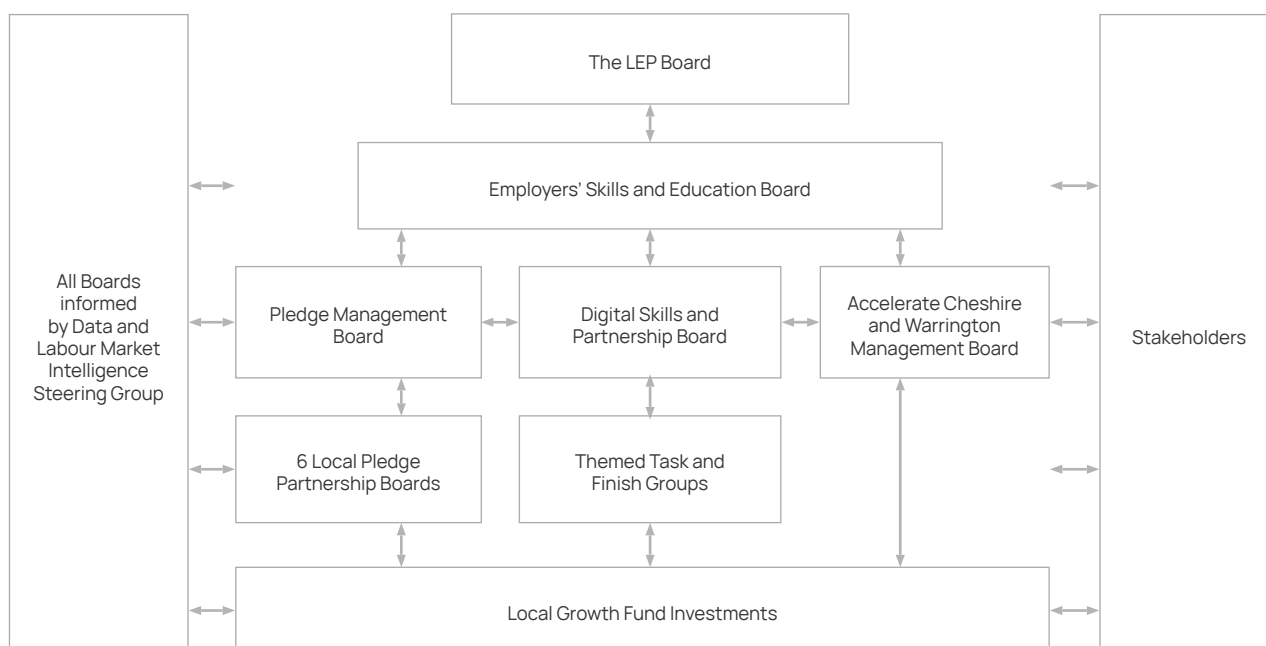 The LEP Board
Employers’ Skills and Education Board
All Boards
informed
by Data and
Labour Market
Intelligence
Steering Group
Pledge Management
Board
Digital Skills and
Partnership Board
Accelerate Cheshire
and Warrington
Management Board
Stakeholders
6 Local Pledge
Partnership Boards
Themed Task and
Finish Groups
Local Growth Fund Investments